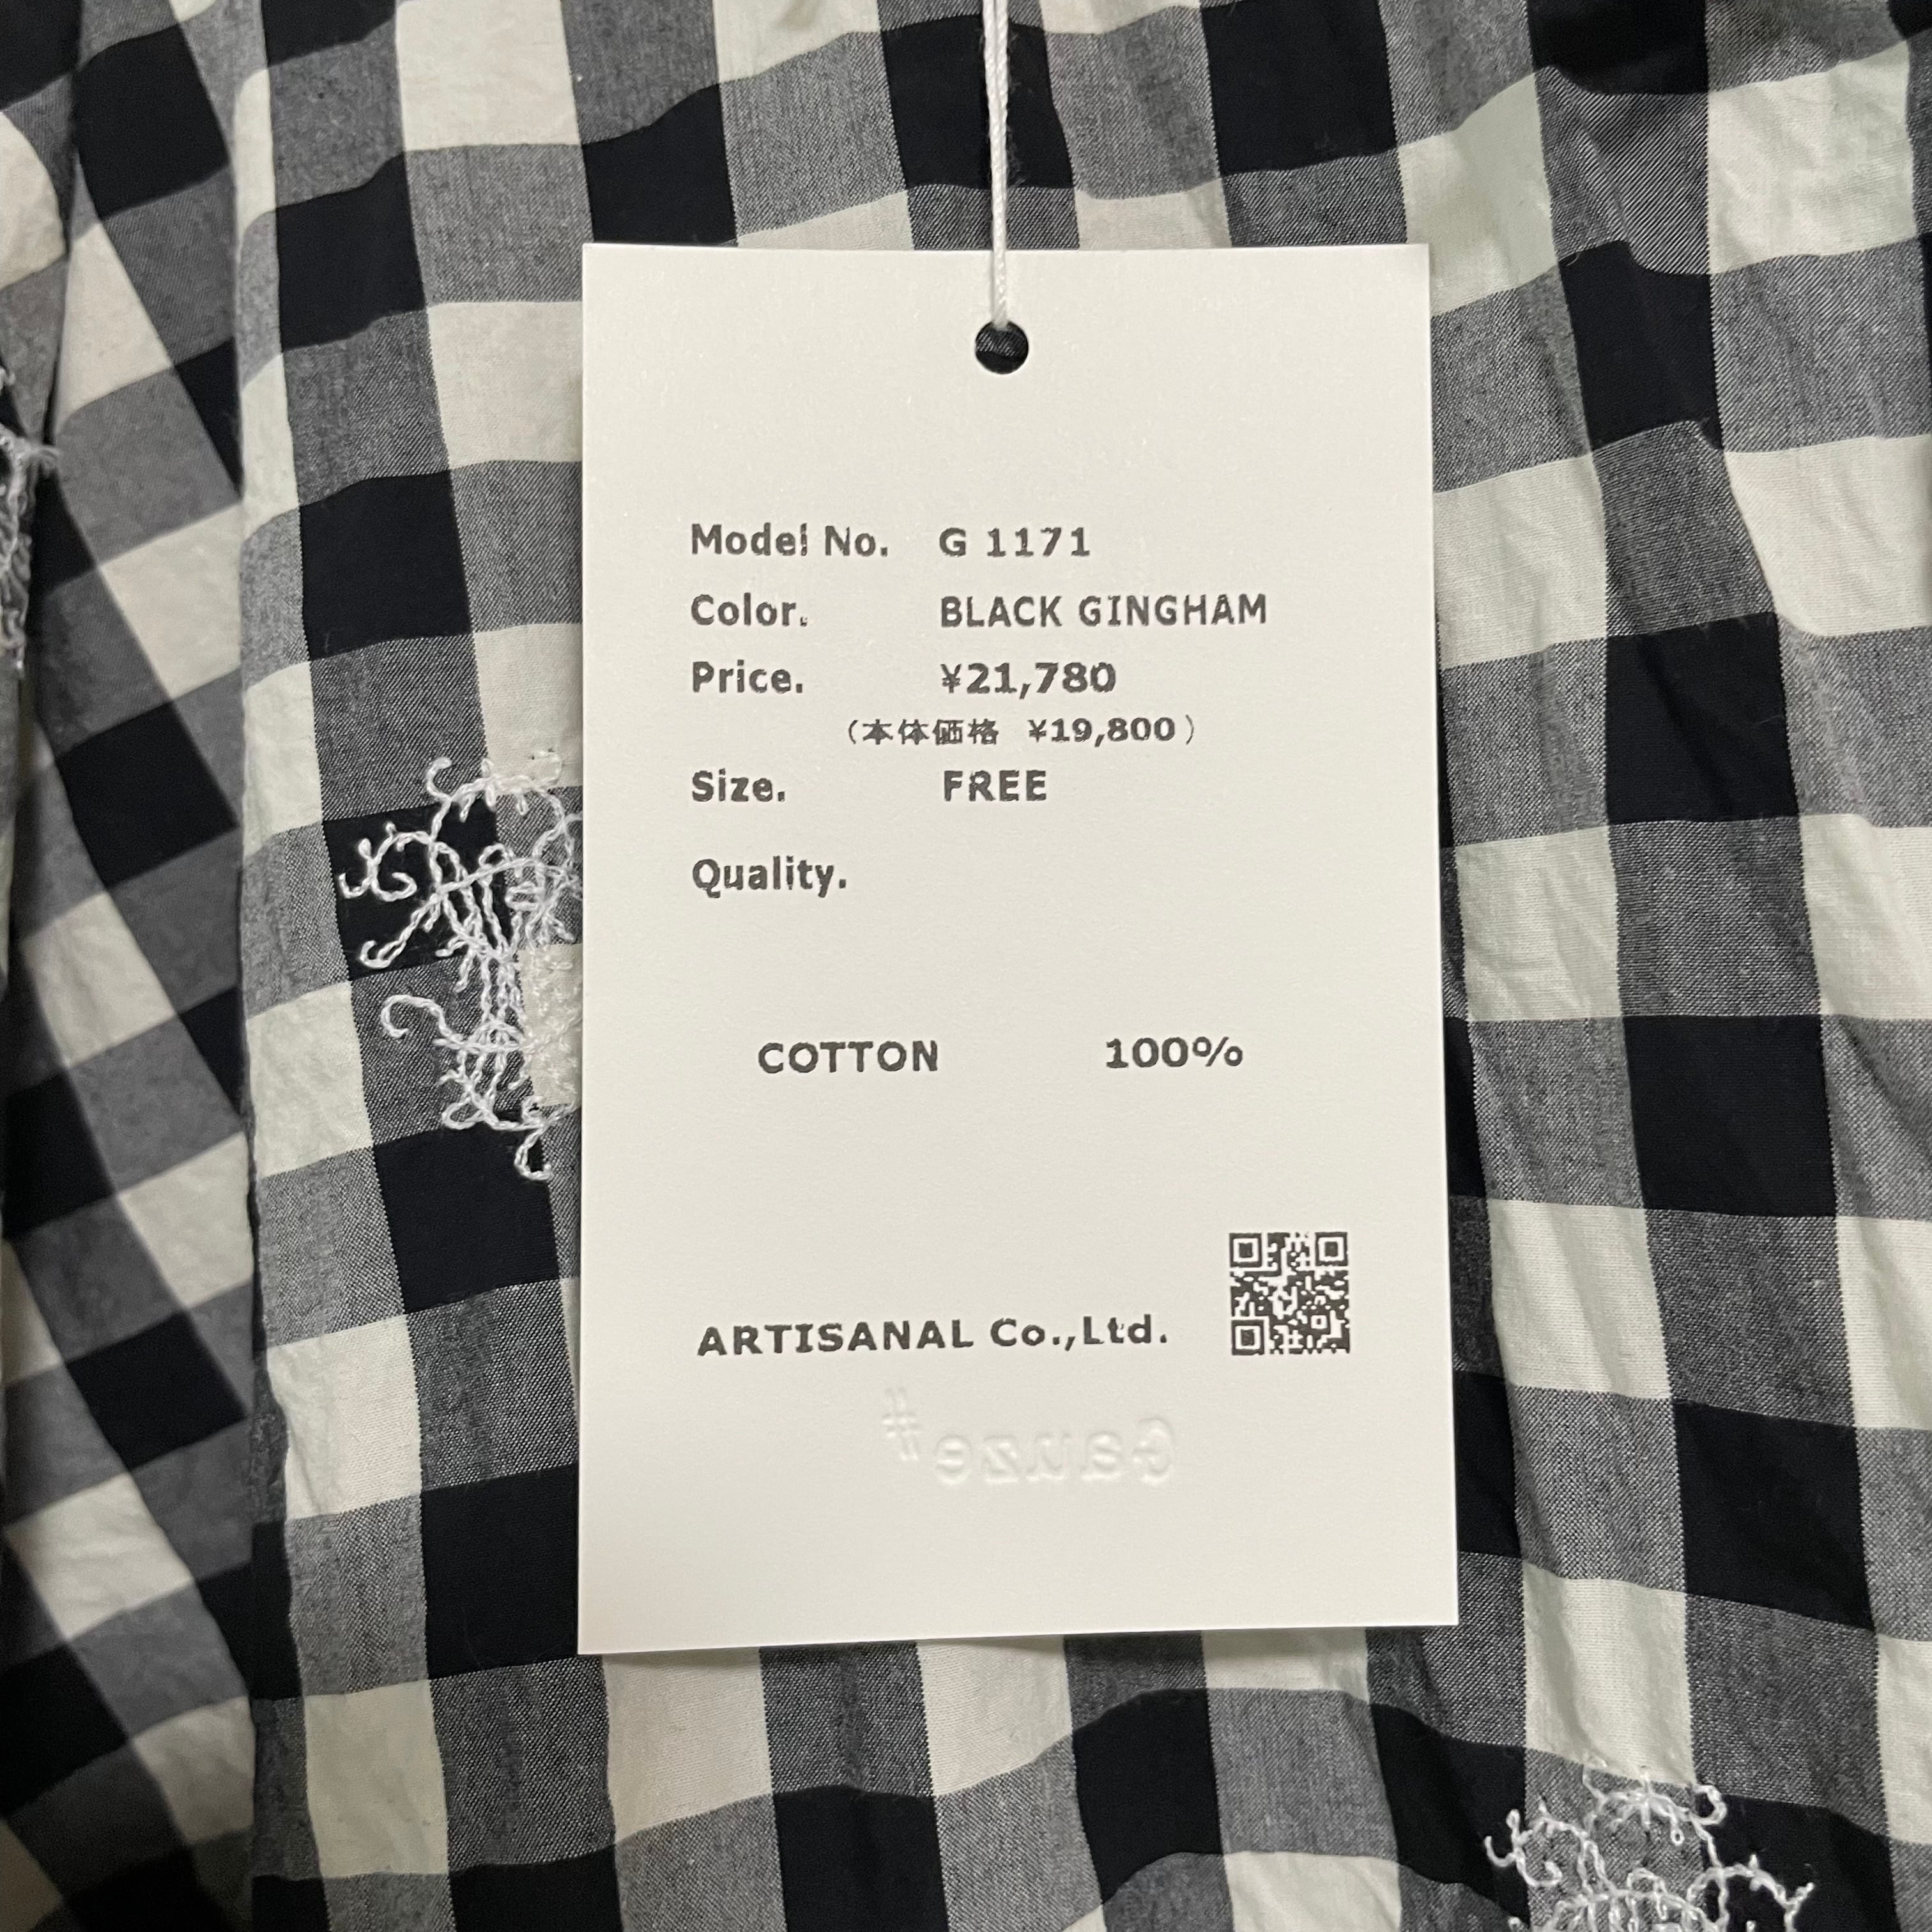 Model No. G 1171
Color. BLACK GINGHAM
Price. ¥21,780
(本体価格 ¥19,800)
Size. FREE
Quality.
COTTON 100%
ARTISANAL Co.,Ltd.
Gauze#